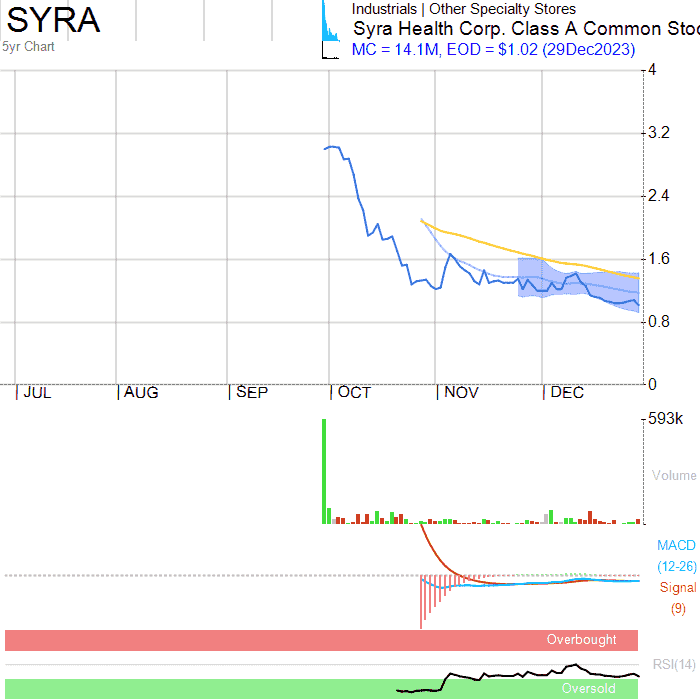 SYRA
5yr Chart
Industrials | Other Specialty Stores
Syra Health Corp. Class A Common Stoc
MC = 14.1M, EOD = $1.02 (29Dec2023)
4
3.2
2.4
1.6
0.8
0
JUL
AUG
SEP
OCT
NOV
DEC
593k
Volume
MACD
(12-26)
Signal
(9)
Overbought
RSI(14)
Oversold